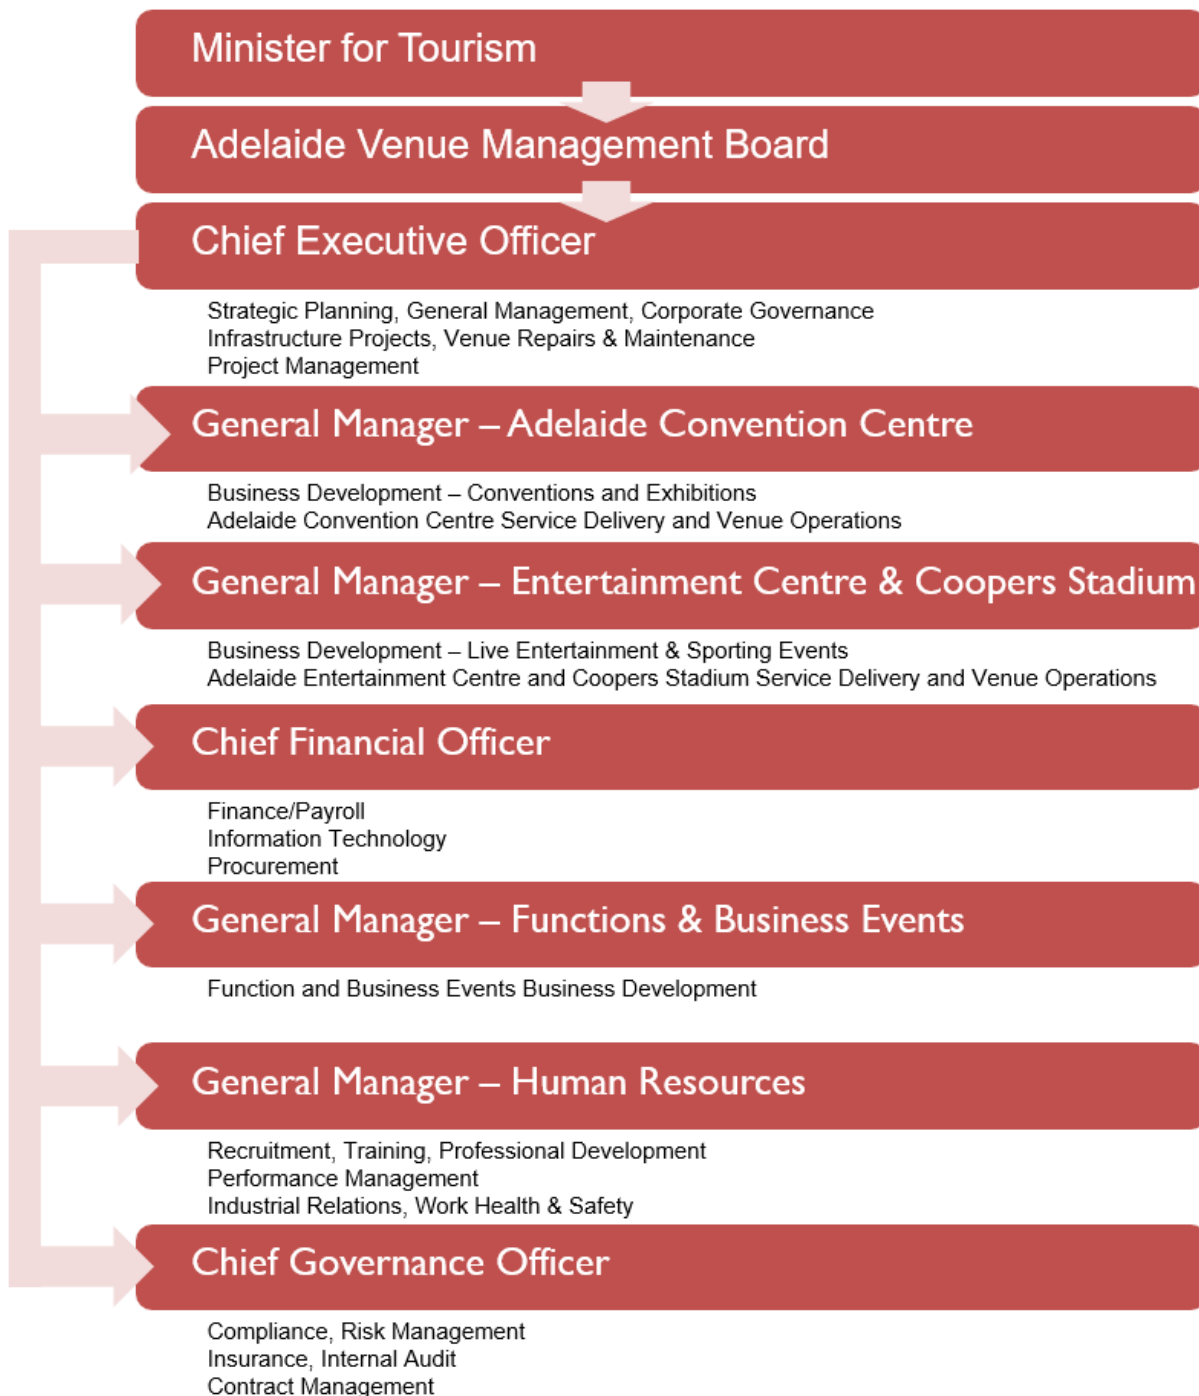 Minister for Tourism
Adelaide Venue Management Board
Chief Executive Officer
Strategic Planning, General Management, Corporate Governance
Infrastructure Projects, Venue Repairs & Maintenance
Project Management
General Manager – Adelaide Convention Centre
Business Development – Conventions and Exhibitions
Adelaide Convention Centre Service Delivery and Venue Operations
General Manager – Entertainment Centre & Coopers Stadium
Business Development – Live Entertainment & Sporting Events
Adelaide Entertainment Centre and Coopers Stadium Service Delivery and Venue Operations
Chief Financial Officer
Finance/Payroll
Information Technology
Procurement
General Manager – Functions & Business Events
Function and Business Events Business Development
General Manager – Human Resources
Recruitment, Training, Professional Development
Performance Management
Industrial Relations, Work Health & Safety
Chief Governance Officer
Compliance, Risk Management
Insurance, Internal Audit
Contract Management